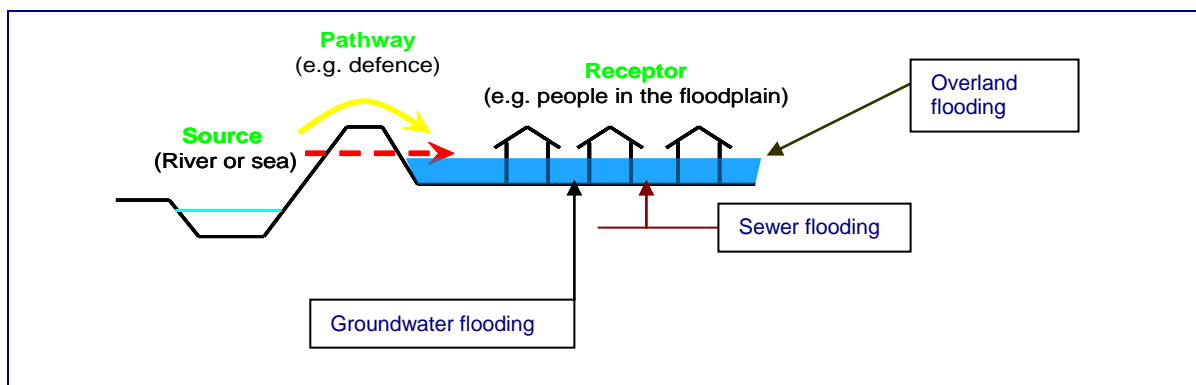 Pathway
(e.g. defence)
Receptor
(e.g. people in the floodplain)
Overland
flooding
Source
(River or sea)
Sewer flooding
Groundwater flooding